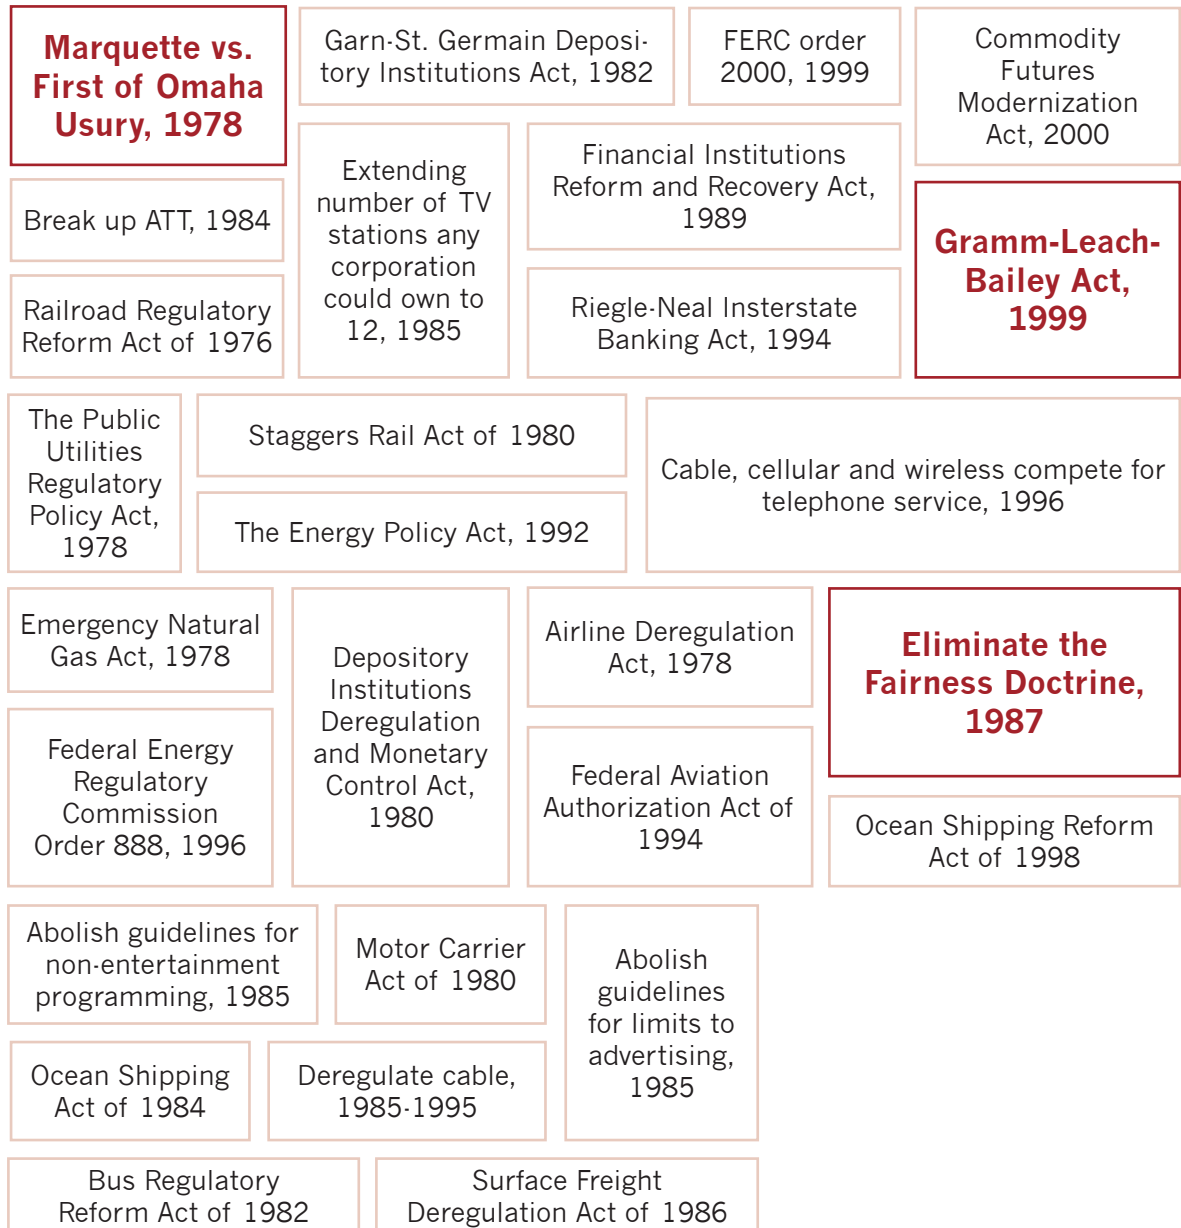 Marquette vs.
First of Omaha
Usury, 1978
Garn-St. Germain Deposi-
tory Institutions Act, 1982
FERC order
2000, 1999
Commodity
Futures
Modernization
Act, 2000
Break up ATT, 1984
Extending
number of TV
stations any
corporation
could own to
12, 1985
Financial Institutions
Reform and Recovery Act,
1989
Gramm-Leach-
Bailey Act,
1999
Railroad Regulatory
Reform Act of 1976
Riegle-Neal Insterstate
Banking Act, 1994
The Public
Utilities
Regulatory
Policy Act,
1978
Staggers Rail Act of 1980
Cable, cellular and wireless compete for
telephone service, 1996
The Energy Policy Act, 1992
Emergency Natural
Gas Act, 1978
Depository
Institutions
Deregulation
and Monetary
Control Act,
1980
Airline Deregulation
Act, 1978
Eliminate the
Fairness Doctrine,
1987
Federal Energy
Regulatory
Commission
Order 888, 1996
Federal Aviation
Authorization Act of
1994
Ocean Shipping Reform
Act of 1998
Abolish guidelines for
non-entertainment
programming, 1985
Motor Carrier
Act of 1980
Abolish
guidelines
for limits to
advertising,
1985
Ocean Shipping
Act of 1984
Deregulate cable,
1985-1995
Bus Regulatory
Reform Act of 1982
Surface Freight
Deregulation Act of 1986